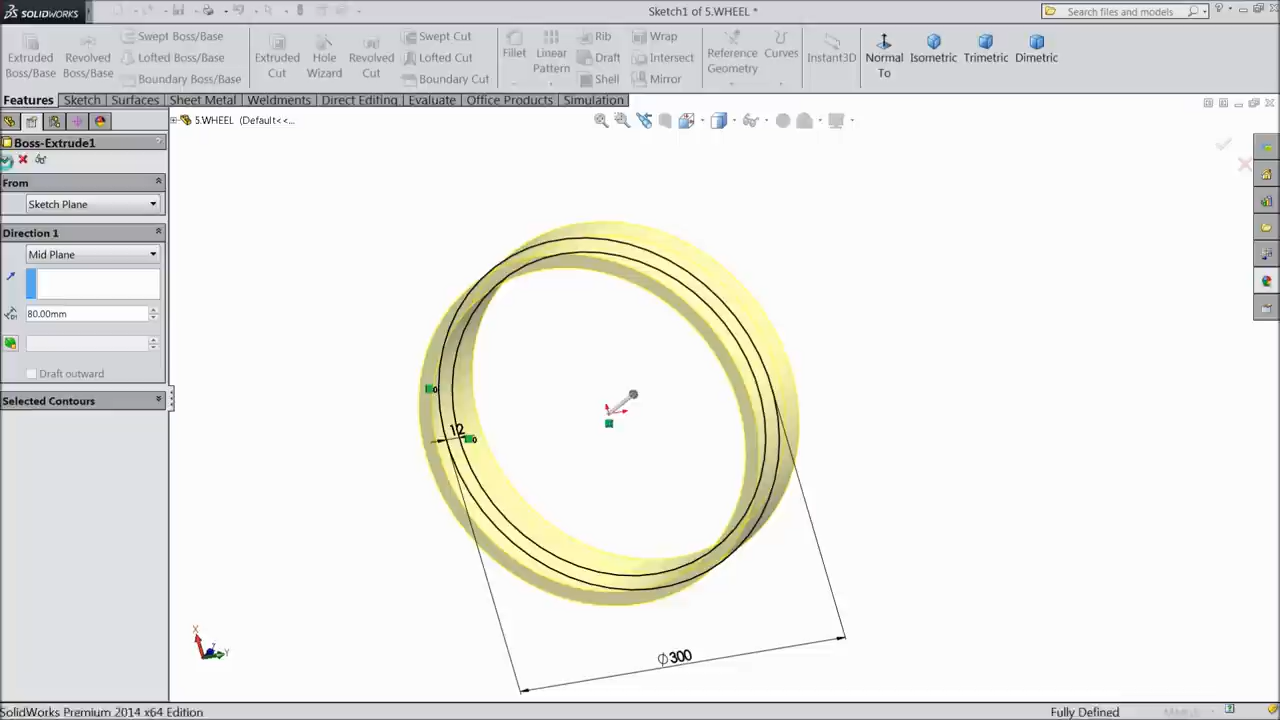 SOLIDWORKS
Sketch1 of 5.WHEEL *
Search files and models
Extruded Boss/Base
Revolved Boss/Base
Swept Boss/Base
Lofted Boss/Base
Boundary Boss/Base
Extruded Cut
Hole Wizard
Revolved Cut
Swept Cut
Lofted Cut
Boundary Cut
Fillet
Linear Pattern
Rib
Draft
Shell
Wrap
Intersect
Mirror
Reference Geometry
Curves
Instant3D
Normal To
Isometric
Trimetric
Dimetric
Features
Sketch
Surfaces
Sheet Metal
Weldments
Direct Editing
Evaluate
Office Products
Simulation
5.WHEEL (Default<<...
Boss-Extrude1
From
Sketch Plane
Direction 1
Mid Plane
80.00mm
Draft outward
Selected Contours
12
∅300
X
Z
Y
SolidWorks Premium 2014 x64 Edition
Fully Defined